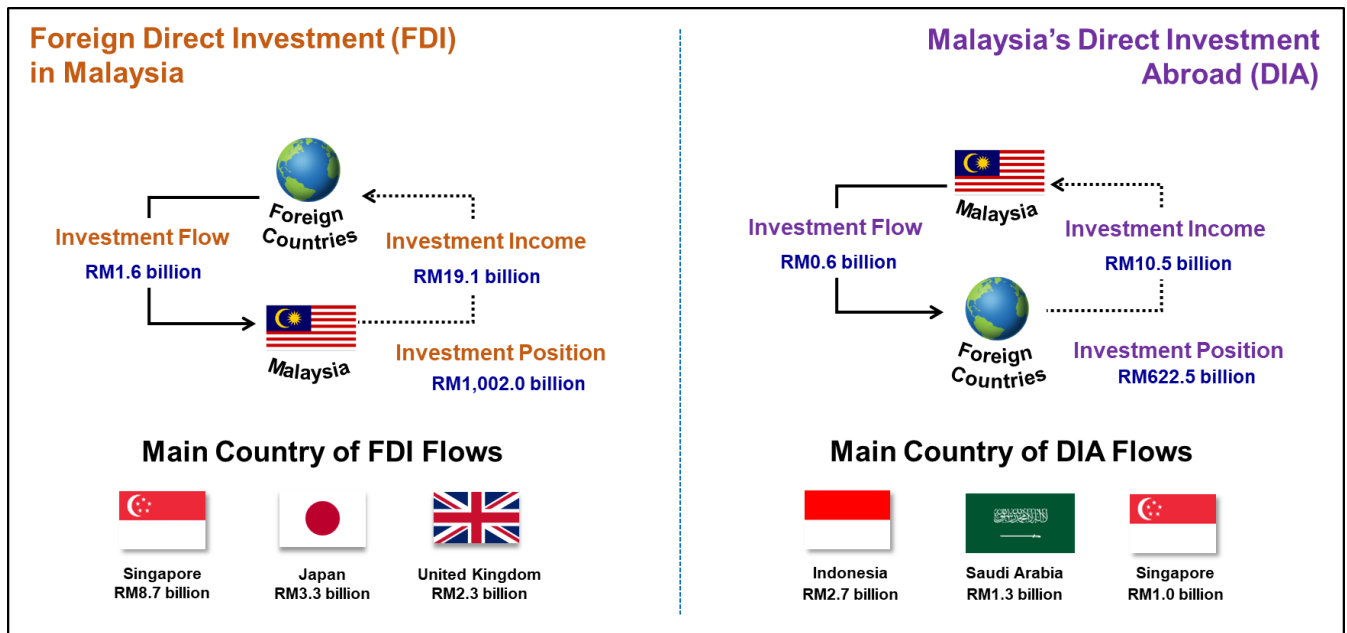 Foreign Direct Investment (FDI)
in Malaysia
Foreign
Countries
Investment Flow
RM1.6 billion
Investment Income
RM19.1 billion
Malaysia
Investment Position
RM1,002.0 billion
Main Country of FDI Flows
Singapore
RM8.7 billion
Japan
RM3.3 billion
United Kingdom
RM2.3 billion
Malaysia's Direct Investment
Abroad (DIA)
Malaysia
Investment Flow
RM0.6 billion
Investment Income
RM10.5 billion
Foreign
Countries
Investment Position
RM622.5 billion
Main Country of DIA Flows
Indonesia
RM2.7 billion
Saudi Arabia
RM1.3 billion
Singapore
RM1.0 billion